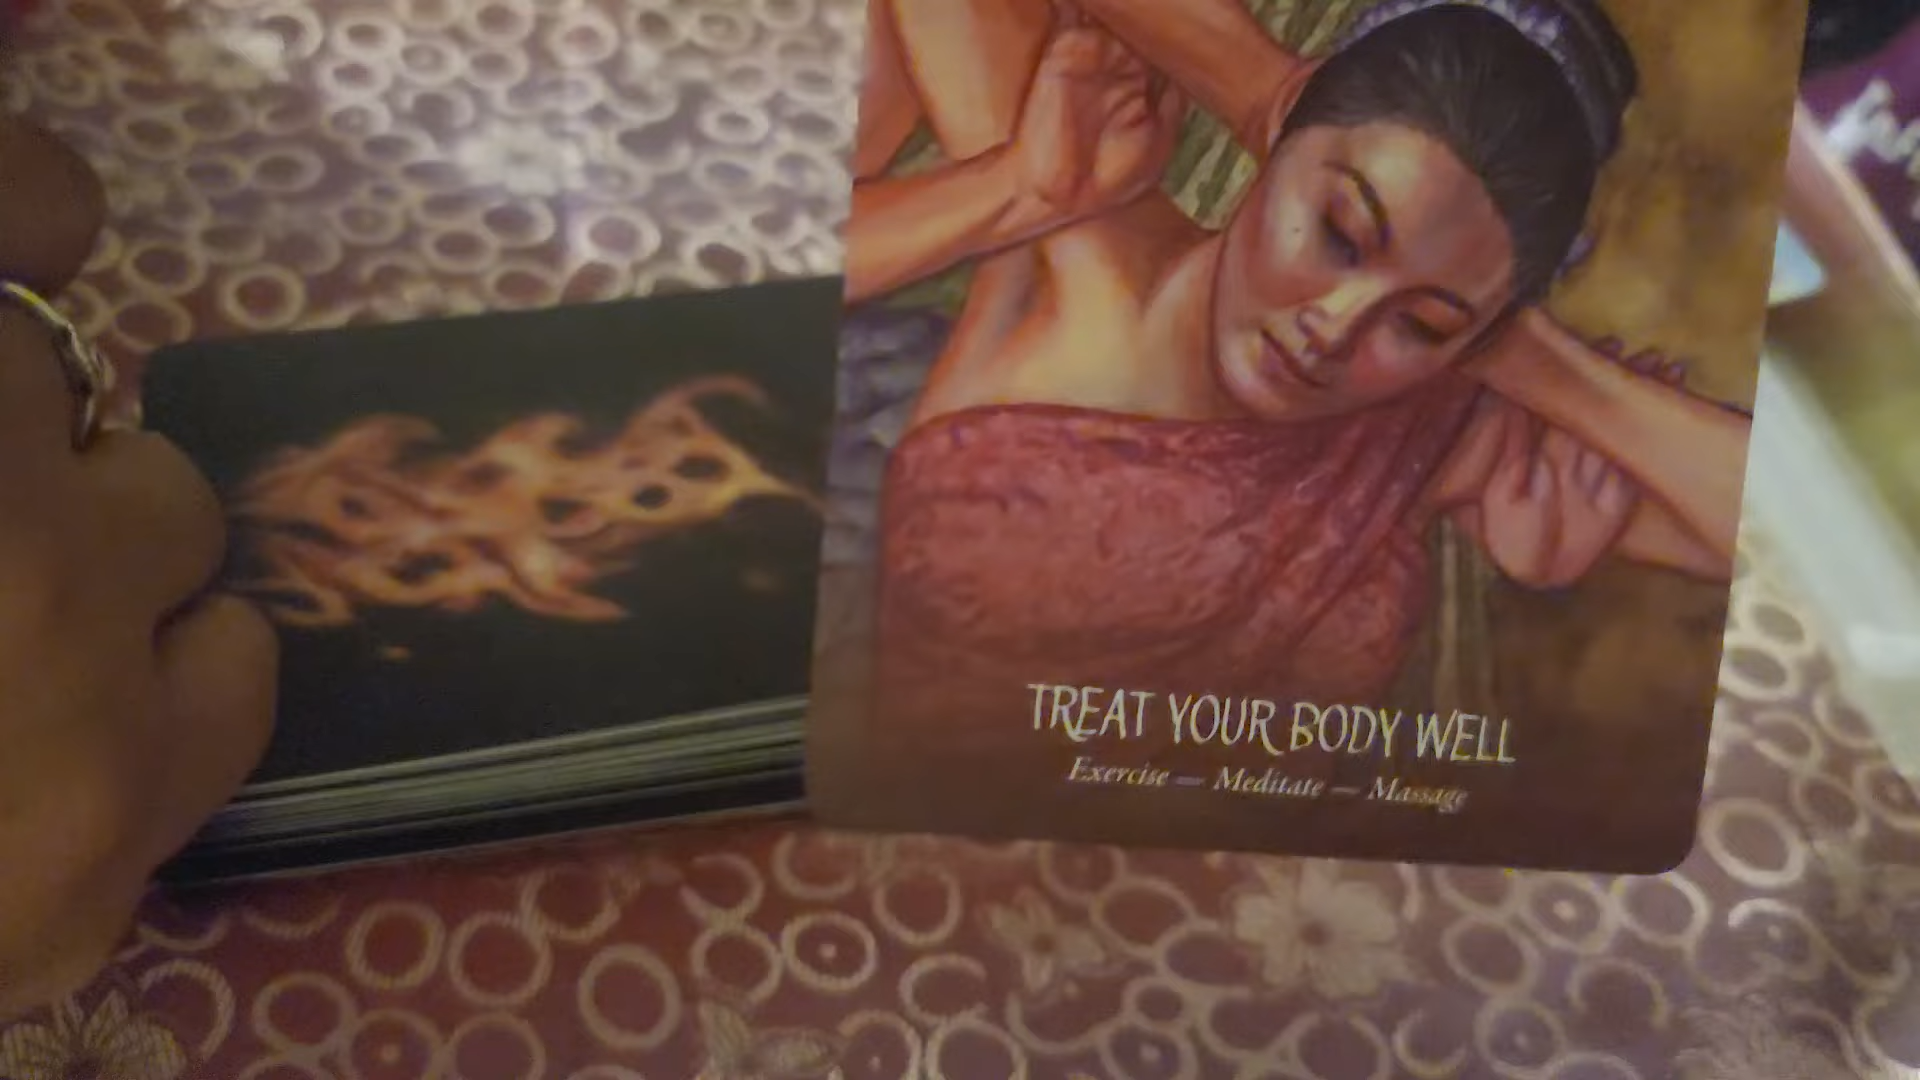 TREAT YOUR BODY WELL
Exercise — Meditate — Massage